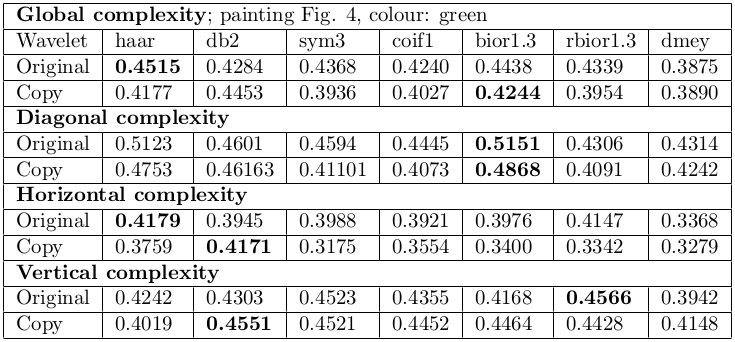 Global complexity; painting Fig. 4, colour: green
Wavelet haar db2 sym3 coif1 bior1.3 rbior1.3 dmey
Original 0.4515 0.4284 0.4368 0.4240 0.4438 0.4339 0.3875
Copy 0.4177 0.4453 0.3936 0.4027 0.4244 0.3954 0.3890
Diagonal complexity
Original 0.5123 0.4601 0.4594 0.4445 0.5151 0.4306 0.4314
Copy 0.4753 0.46163 0.41101 0.4073 0.4868 0.4091 0.4242
Horizontal complexity
Original 0.4179 0.3945 0.3988 0.3921 0.3976 0.4147 0.3368
Copy 0.3759 0.4171 0.3175 0.3554 0.3400 0.3342 0.3279
Vertical complexity
Original 0.4242 0.4303 0.4523 0.4355 0.4168 0.4566 0.3942
Copy 0.4019 0.4551 0.4521 0.4452 0.4464 0.4428 0.4148